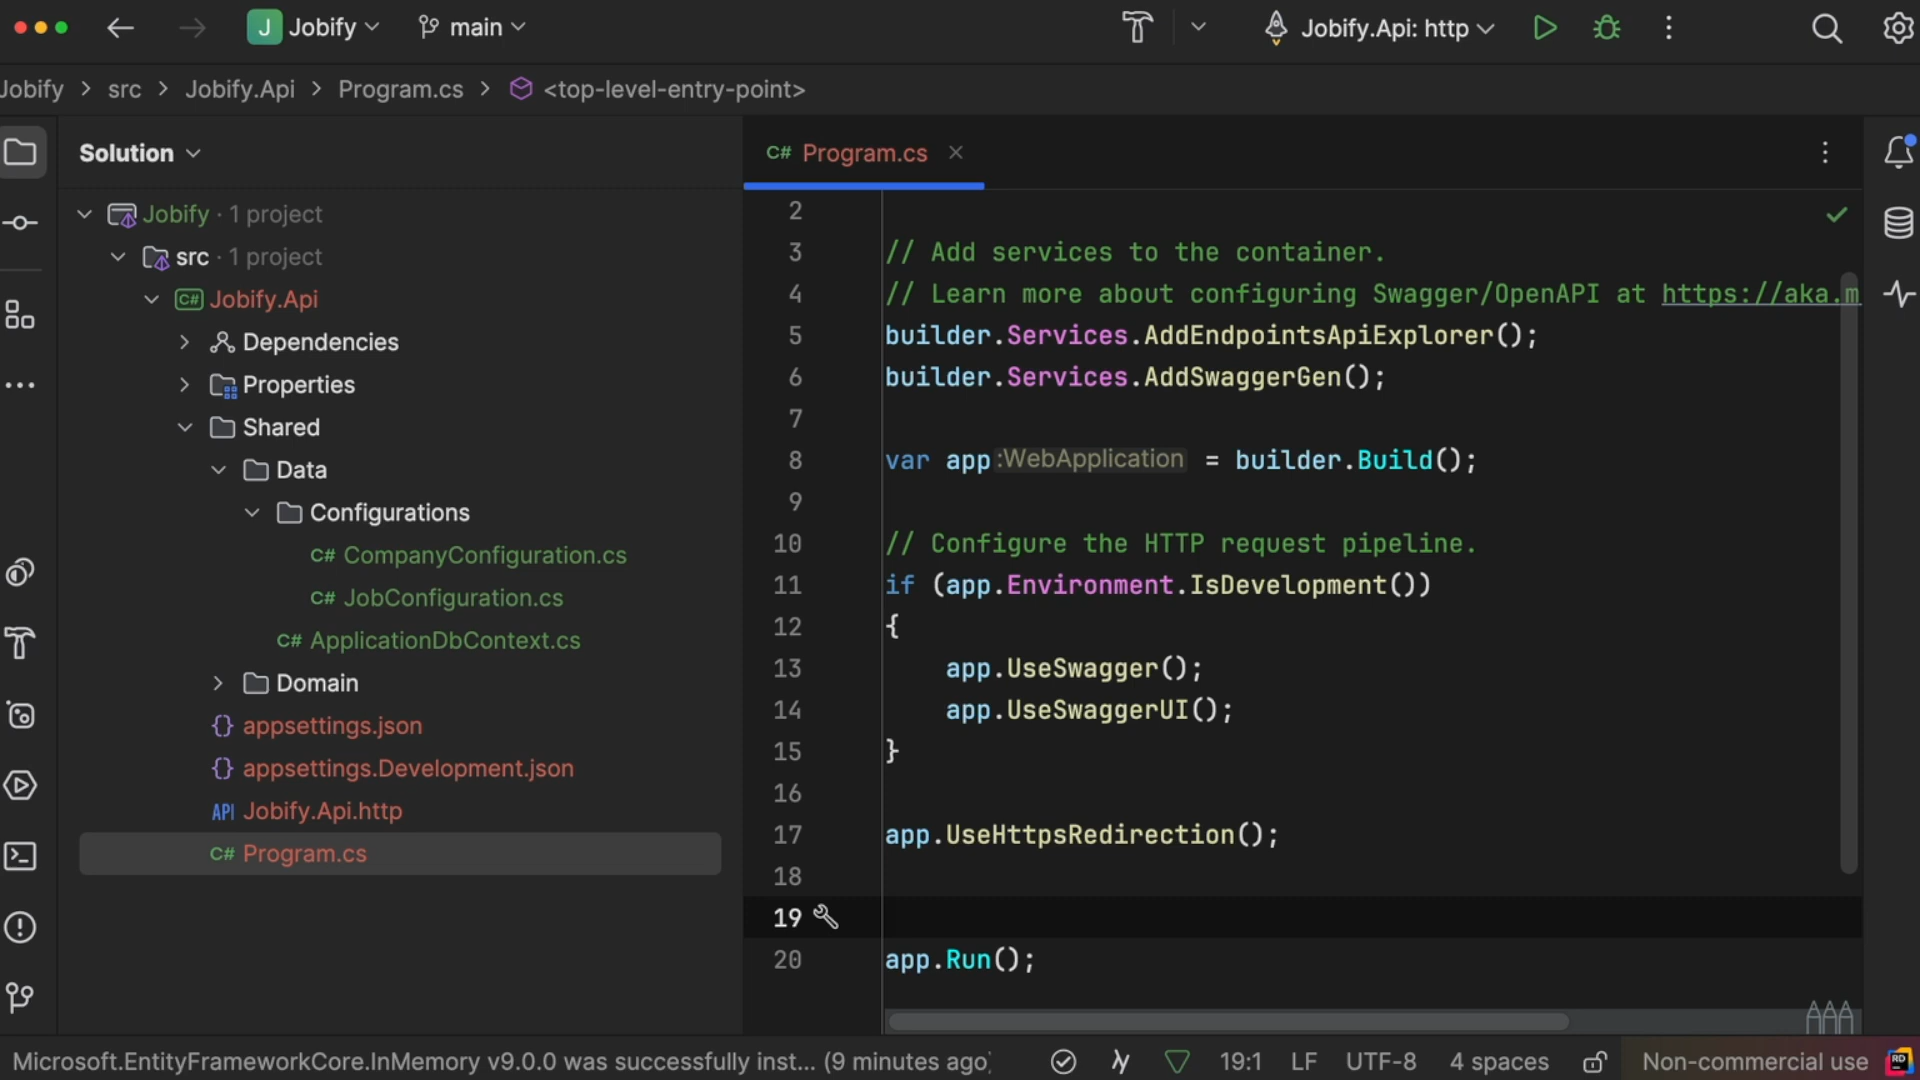 J Jobify main Jobify.Api: http
Jobify > src > Jobify.Api > Program.cs > <top-level-entry-point>
Solution
Jobify · 1 project
src · 1 project
C# Jobify.Api
Dependencies
Properties
Shared
Data
Configurations
C# CompanyConfiguration.cs
C# JobConfiguration.cs
C# ApplicationDbContext.cs
Domain
{} appsettings.json
{} appsettings.Development.json
API Jobify.Api.http
C# Program.cs
C# Program.cs
2
3 // Add services to the container.
4 // Learn more about configuring Swagger/OpenAPI at https://aka.m
5 builder.Services.AddEndpointsApiExplorer();
6 builder.Services.AddSwaggerGen();
7
8 var app :WebApplication = builder.Build();
9
10 // Configure the HTTP request pipeline.
11 if (app.Environment.IsDevelopment())
12 {
13 app.UseSwagger();
14 app.UseSwaggerUI();
15 }
16
17 app.UseHttpsRedirection();
18
19
20 app.Run();
Microsoft.EntityFrameworkCore.InMemory v9.0.0 was successfully inst... (9 minutes ago) 19:1 LF UTF-8 4 spaces Non-commercial use RD